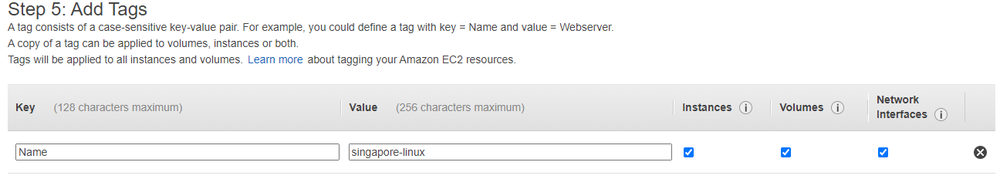 Step 5: Add Tags
A tag consists of a case-sensitive key-value pair. For example, you could define a tag with key = Name and value = Webserver.
A copy of a tag can be applied to volumes, instances or both.
Tags will be applied to all instances and volumes. Learn more about tagging your Amazon EC2 resources.
Key (128 characters maximum) Value (256 characters maximum) Instances i Volumes i Network Interfaces i
Name singapore-linux